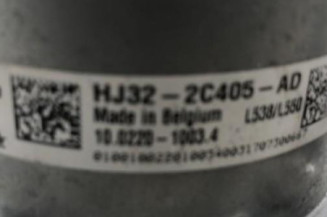 HJ32-2C405-AD
Made in Belgium L538/L550
10.0220-1003.4